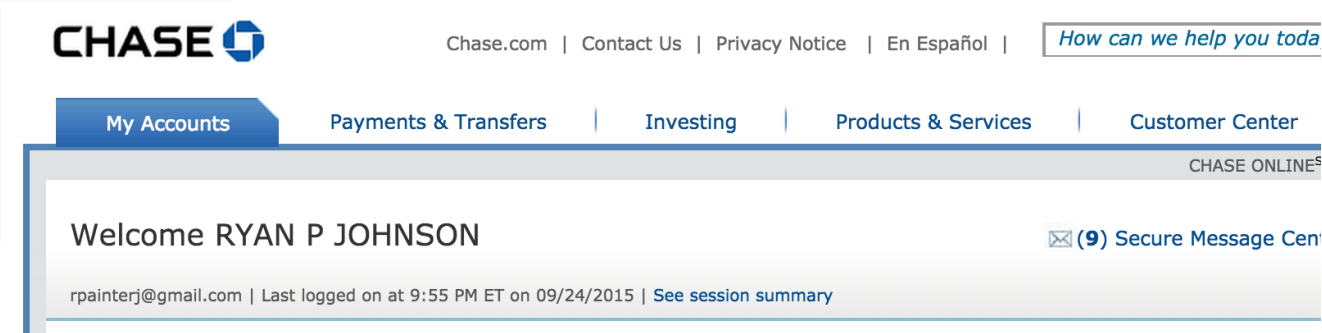 CHASE
Chase.com | Contact Us | Privacy Notice | En Español |
How can we help you toda
My Accounts
Payments & Transfers
Investing
Products & Services
Customer Center
CHASE ONLINE
Welcome RYAN P JOHNSON
(9) Secure Message Cen
rpainterj@gmail.com | Last logged on at 9:55 PM ET on 09/24/2015 | See session summary